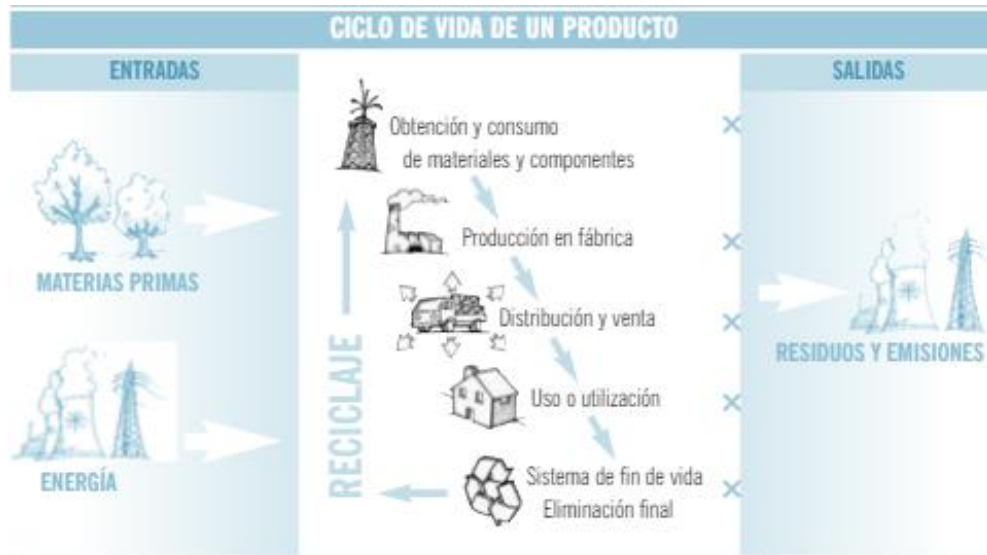 CICLO DE VIDA DE UN PRODUCTO
ENTRADAS
SALIDAS
Obtención y consumo
de materiales y componentes
Producción en fábrica
MATERIAS PRIMAS
Distribución y venta
RESIDUOS Y EMISIONES
Uso o utilización
RECICLAJE
ENERGÍA
Sistema de fin de vida
Eliminación final